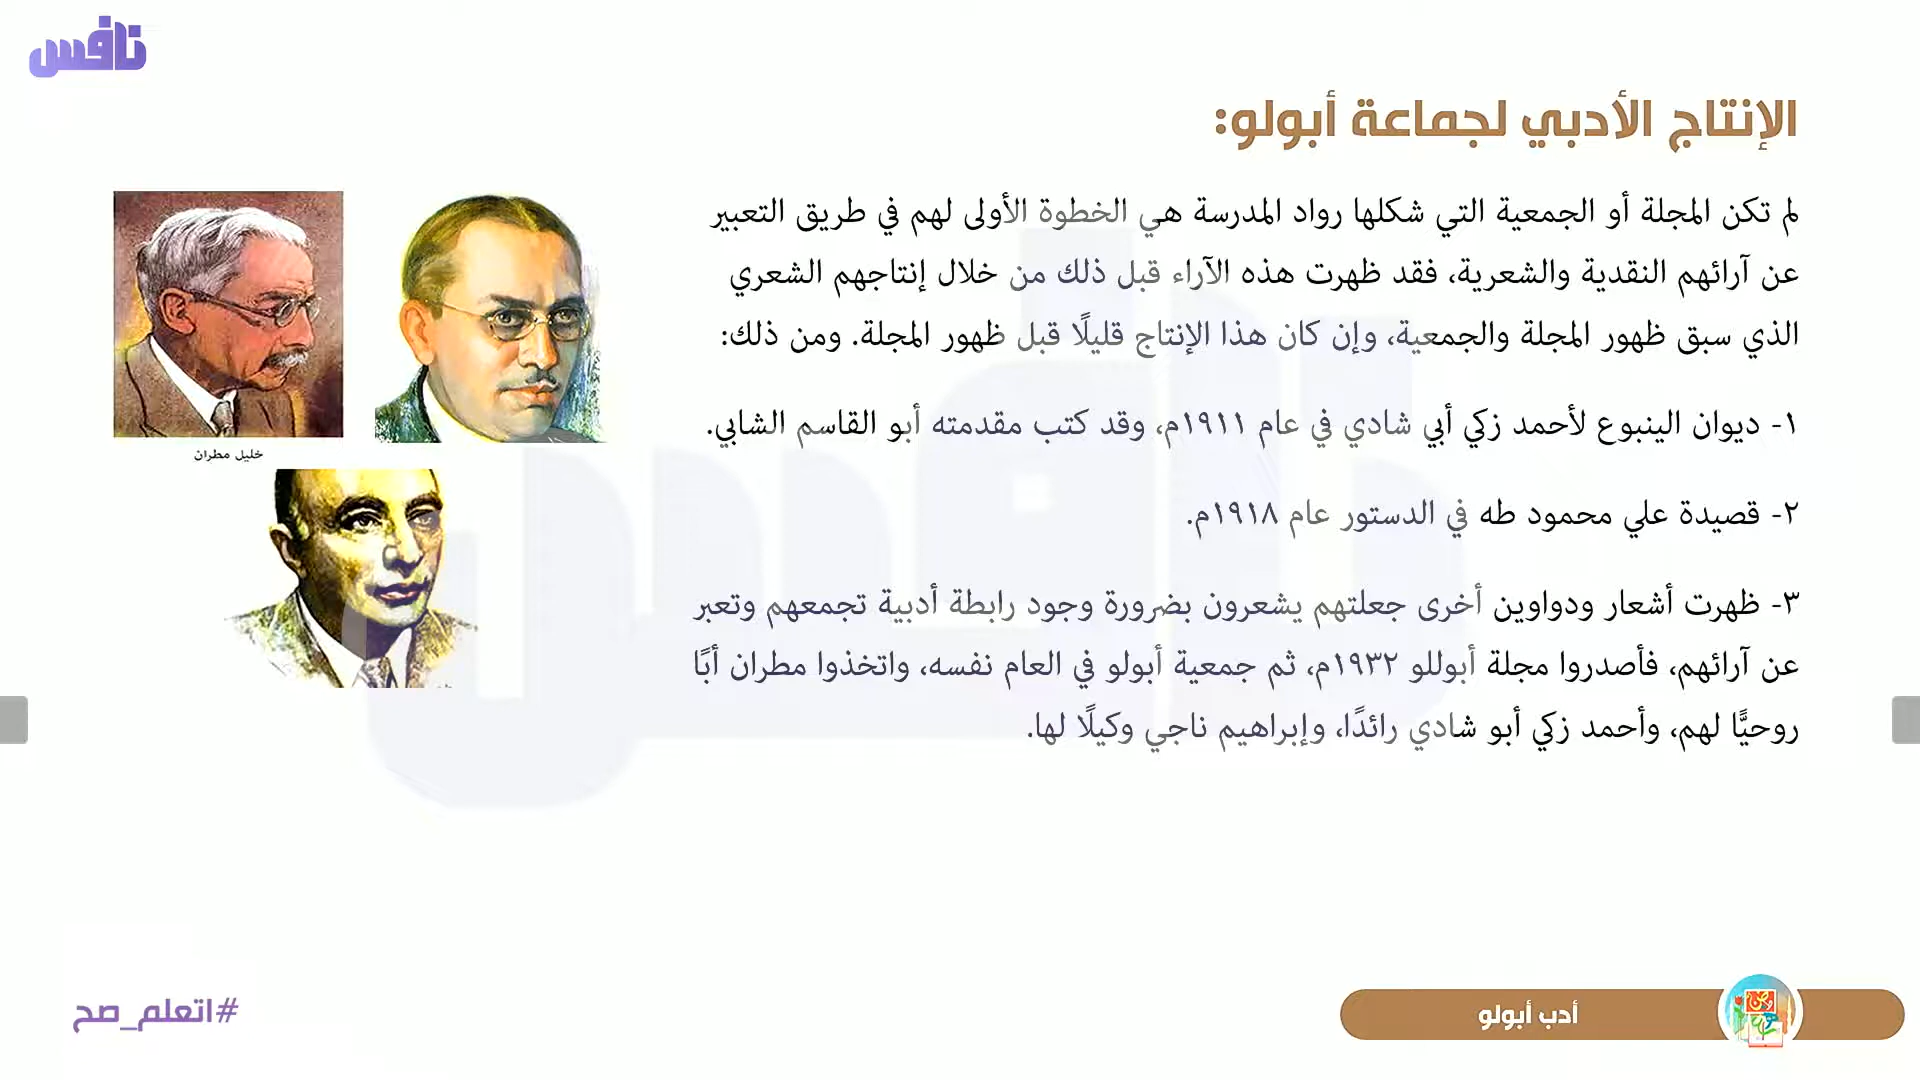 نافس
الإنتاج الأدبي لجماعة أبولو:
لم تكن المجلة أو الجمعية التي شكلها رواد المدرسة هي الخطوة الأولى لهم في طريق التعبير
عن آرائهم النقدية والشعرية، فقد ظهرت هذه الآراء قبل ذلك من خلال إنتاجهم الشعري
الذي سبق ظهور المجلة والجمعية، وإن كان هذا الإنتاج قليلًا قبل ظهور المجلة. ومن ذلك:
١- ديوان الينبوع لأحمد زكي أبي شادي في عام ١٩١١م، وقد كتب مقدمته أبو القاسم الشابي.
٢- قصيدة علي محمود طه في الدستور عام ١٩١٨م.
٣- ظهرت أشعار ودواوين أخرى جعلتهم يشعرون بضرورة وجود رابطة أدبية تجمعهم وتعبر
عن آرائهم، فأصدروا مجلة أبوللو ١٩٣٢م، ثم جمعية أبولو في العام نفسه، واتخذوا مطران أبًا
روحيًّا لهم، وأحمد زكي أبو شادي رائدًا، وإبراهيم ناجي وكيلًا لها.
خليل مطران
أدب أبولو
#اتعلم_صح